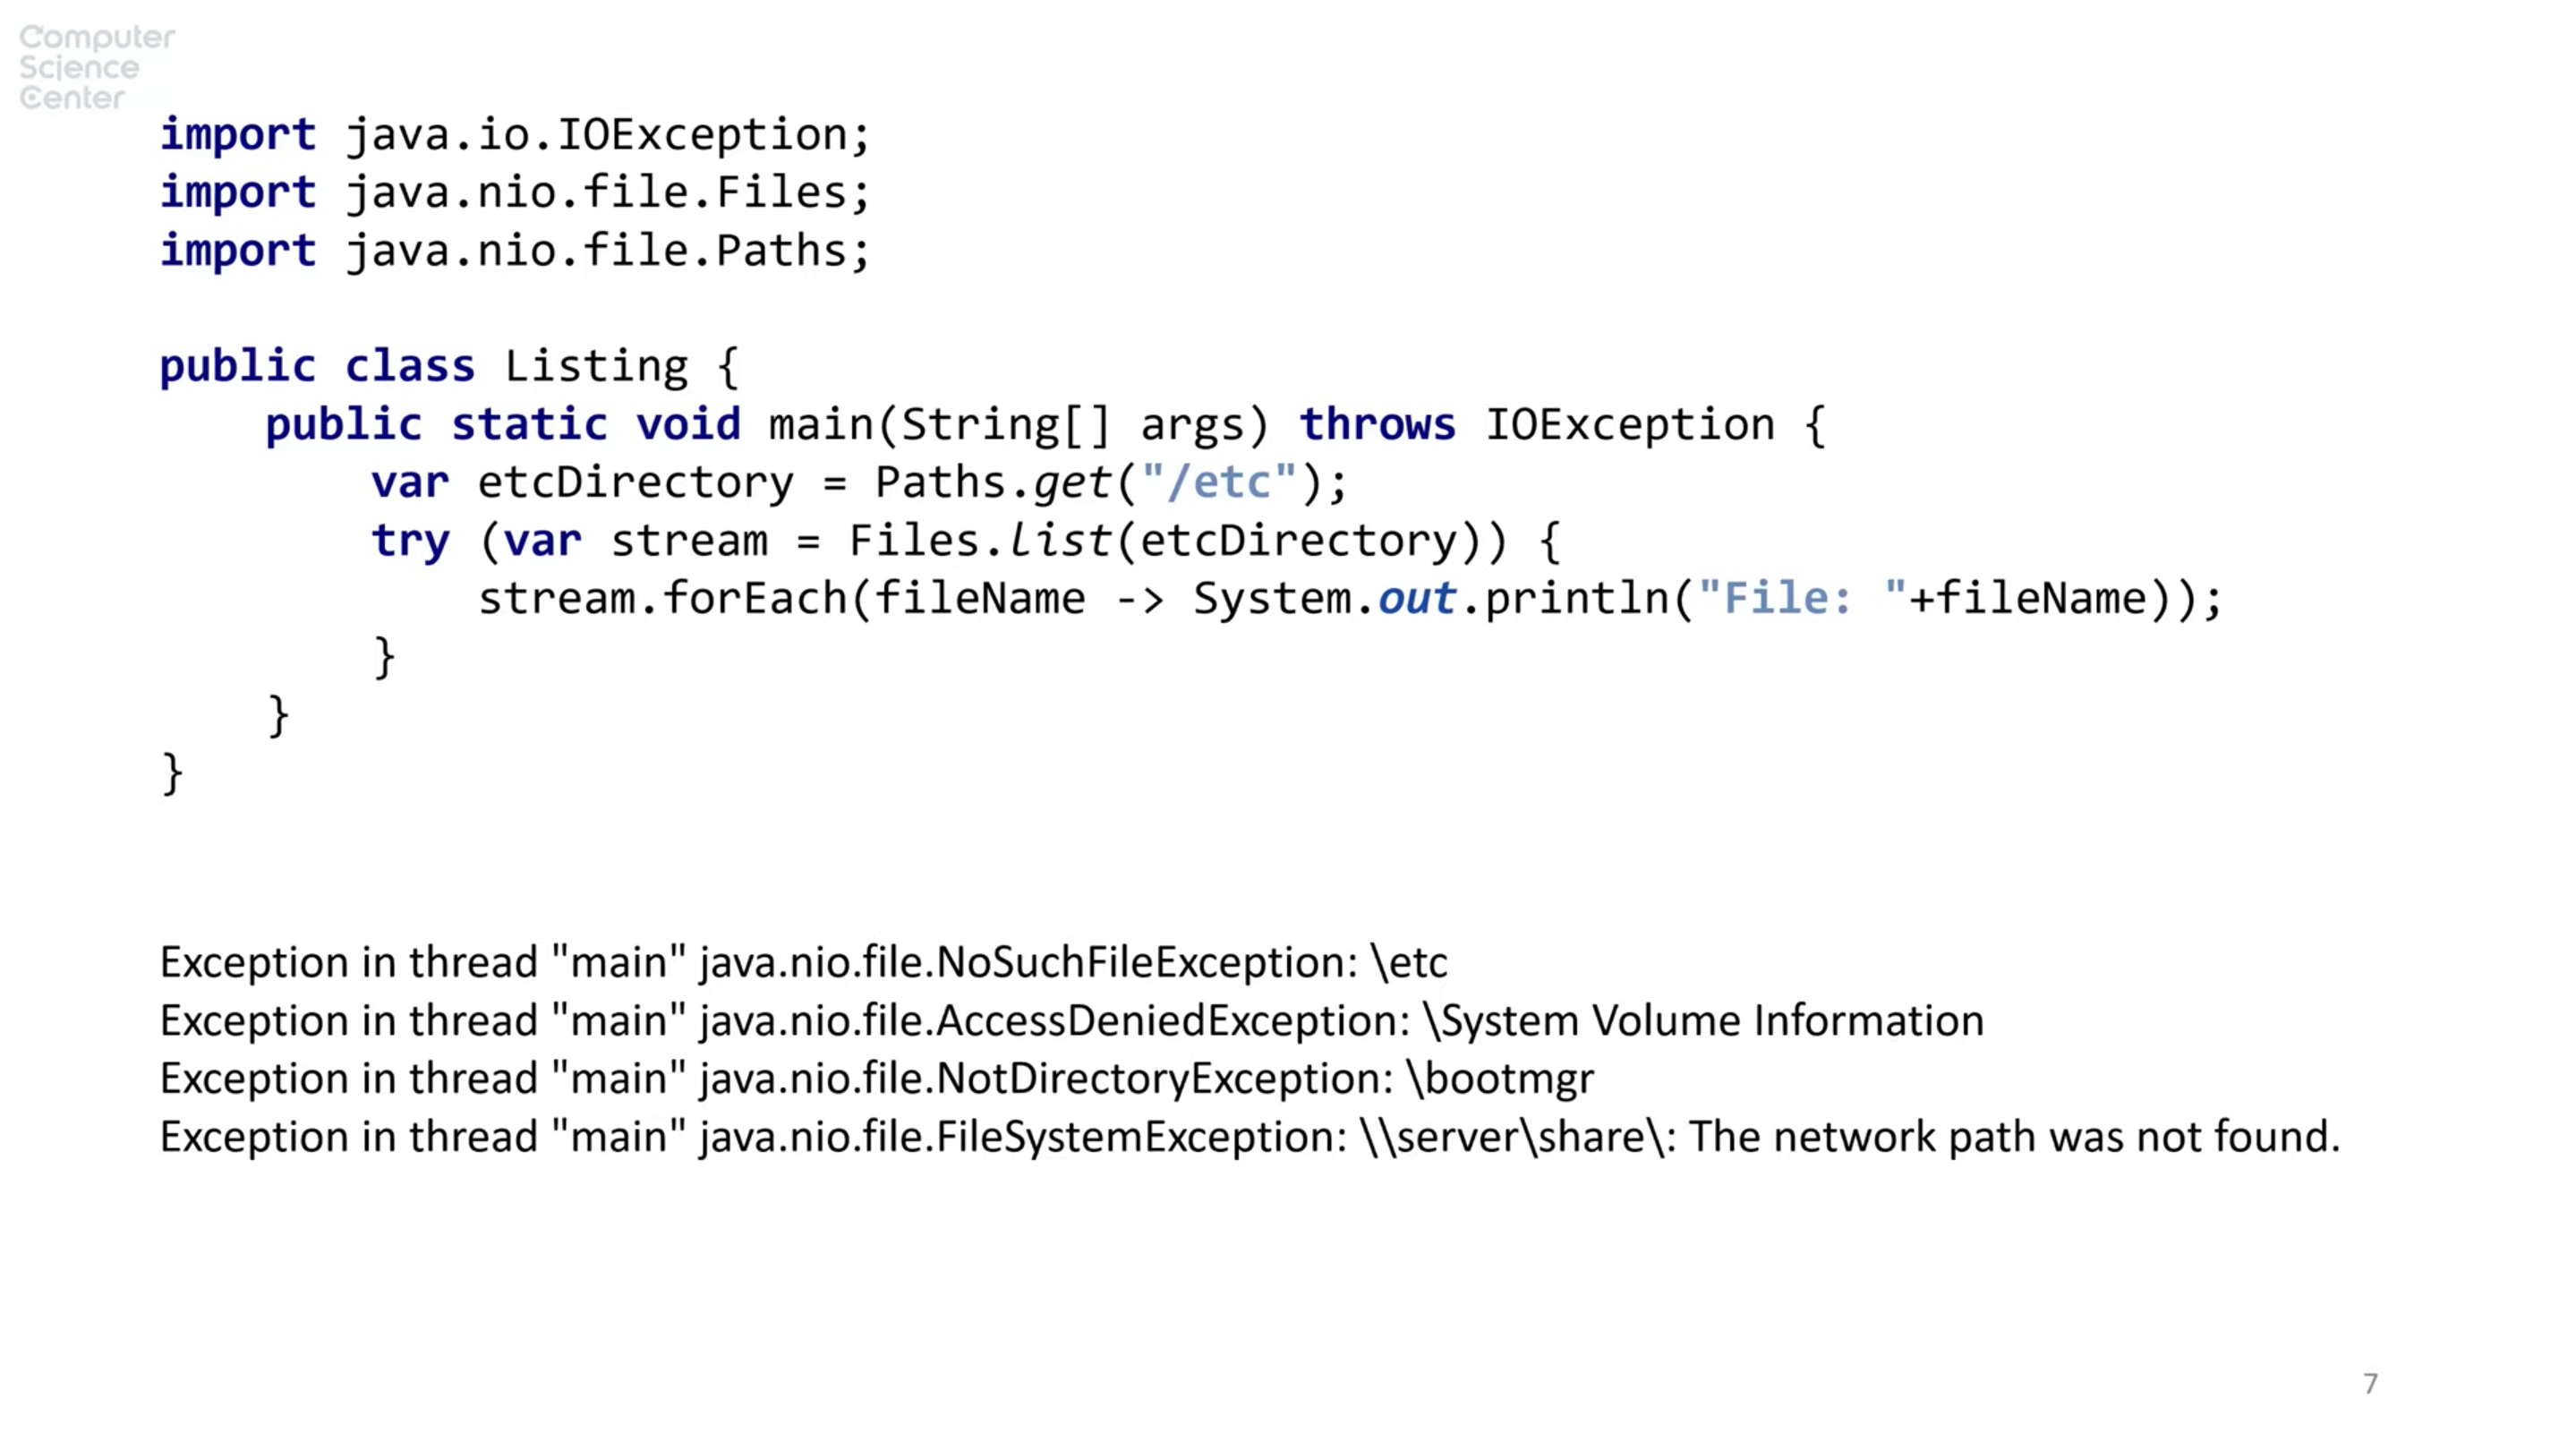 Computer
Science
Center
import java.io.IOException;
import java.nio.file.Files;
import java.nio.file.Paths;
public class Listing {
    public static void main(String[] args) throws IOException {
        var etcDirectory = Paths.get("/etc");
        try (var stream = Files.list(etcDirectory)) {
            stream.forEach(fileName -> System.out.println("File: "+fileName));
        }
    }
}
Exception in thread "main" java.nio.file.NoSuchFileException: \etc
Exception in thread "main" java.nio.file.AccessDeniedException: \System Volume Information
Exception in thread "main" java.nio.file.NotDirectoryException: \bootmgr
Exception in thread "main" java.nio.file.FileSystemException: \\server\share\: The network path was not found.
7